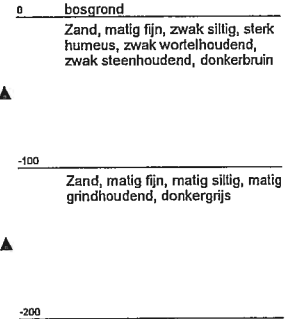 0 bosgrond
Zand, matig fijn, zwak siltig, sterk
humeus, zwak wortelhoudend,
zwak steenhoudend, donkerbruin
-100
Zand, matig fijn, matig siltig, matig
grindhoudend, donkergrijs
-200